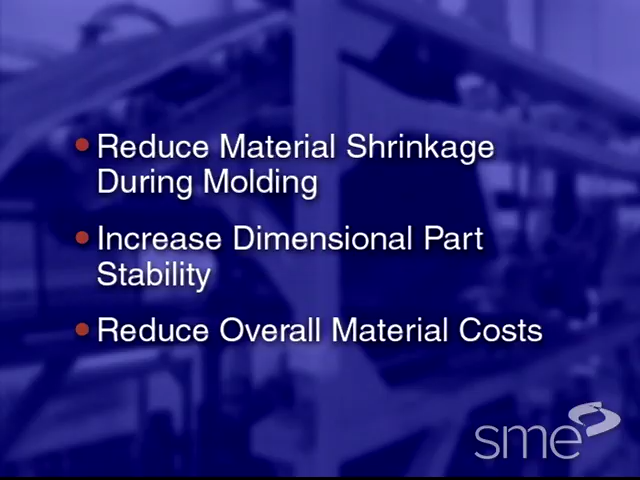 • Reduce Material Shrinkage
During Molding
• Increase Dimensional Part
Stability
• Reduce Overall Material Costs
sme